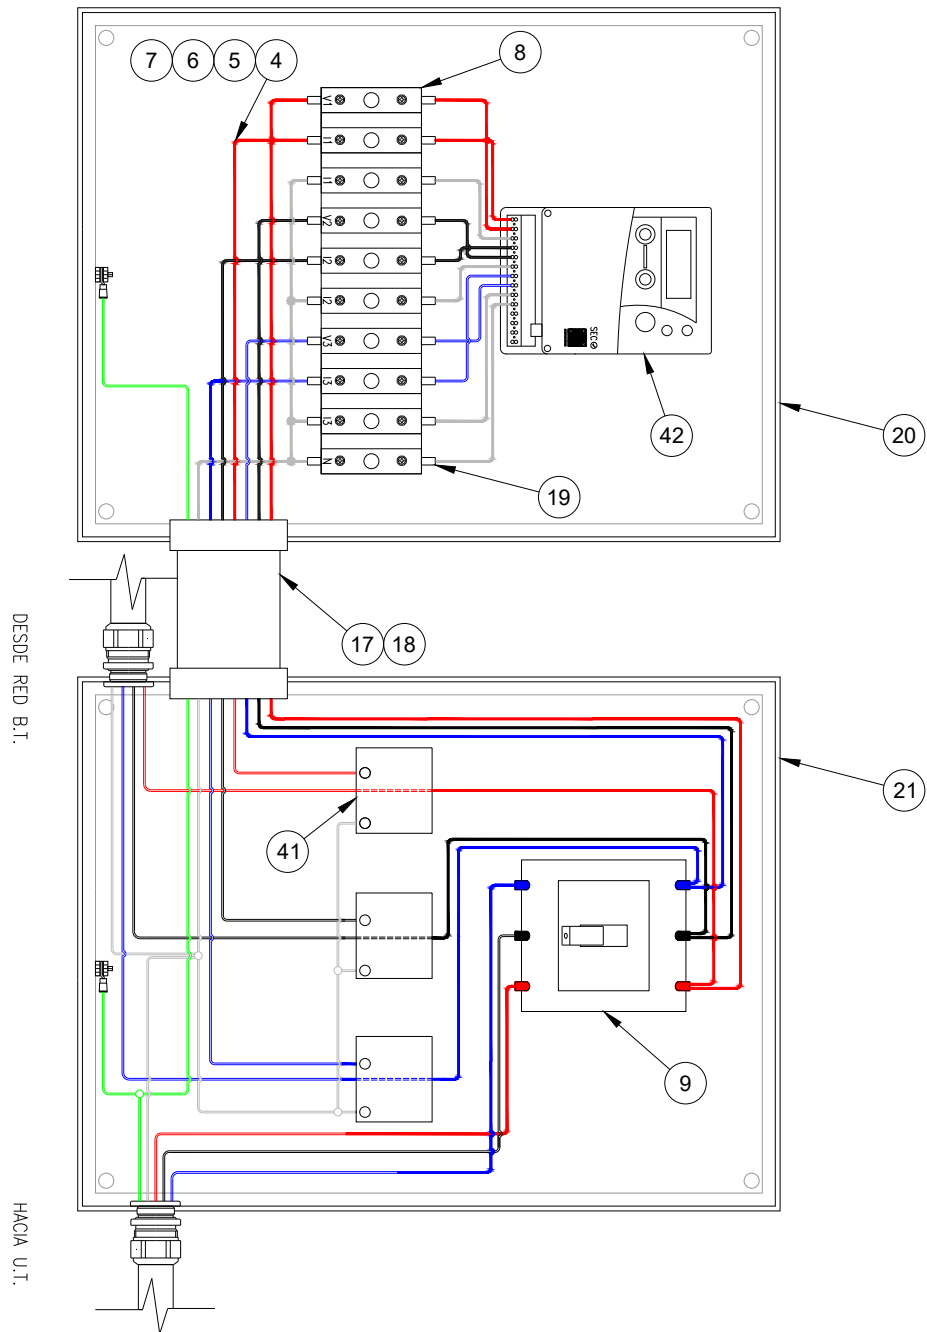 7 6 5 4
8
V1
I1
I1
V2
I2
I2
V3
I3
I3
N
SEC
42
20
19
17 18
DESDE RED B.T.
21
41
9
HACIA U.T.